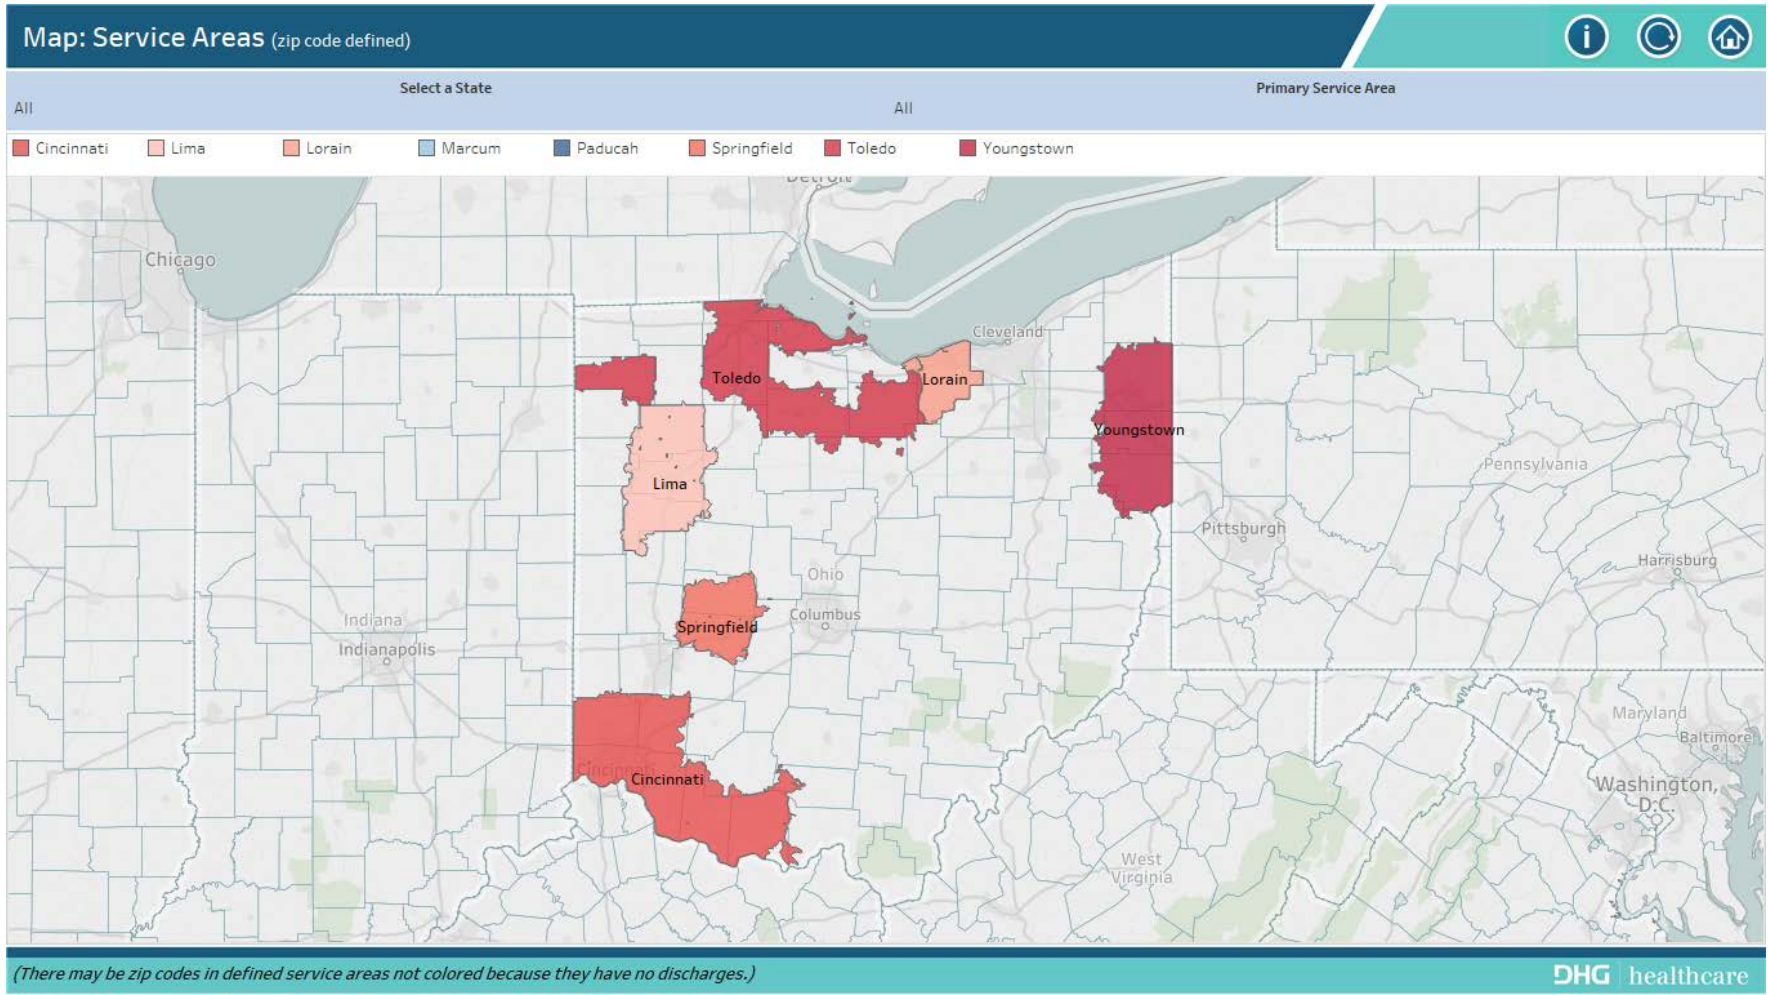 Map: Service Areas (zip code defined)
Select a State
Primary Service Area
All
All
Cincinnati
Lima
Lorain
Marcum
Paducah
Springfield
Toledo
Youngstown
Detroit
Chicago
Cleveland
Toledo
Lorain
Youngstown
Pennsylvania
Lima
Pittsburgh
Harrisburg
Ohio
Columbus
Indiana
Springfield
Indianapolis
Maryland
Baltimore
Cincinnati
Cincinnati
Washington,
D.C.
West
Virginia
(There may be zip codes in defined service areas not colored because they have no discharges.)
DHG healthcare